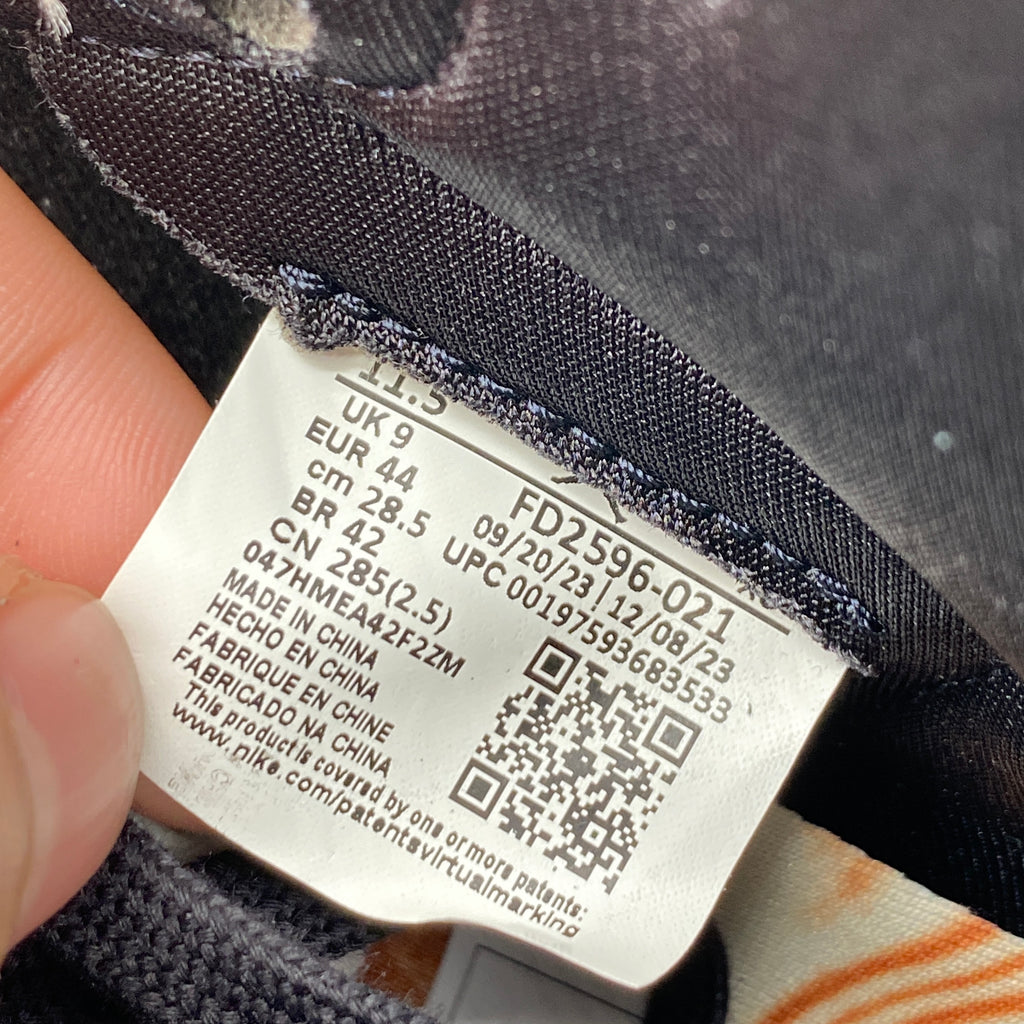 11.5
UK 9
EUR 44
cm 28.5
BR 42
CN 285(2.5)
047HMEA42F2ZM
FD2596-021
09/20/23 | 12/08/23
UPC 00197593683533
MADE IN CHINA
HECHO EN CHINA
FABRIQUE EN CHINE
FABRICADO NA CHINA
This product is covered by one or more patents:
www.nike.com/patentsvirtualmarking